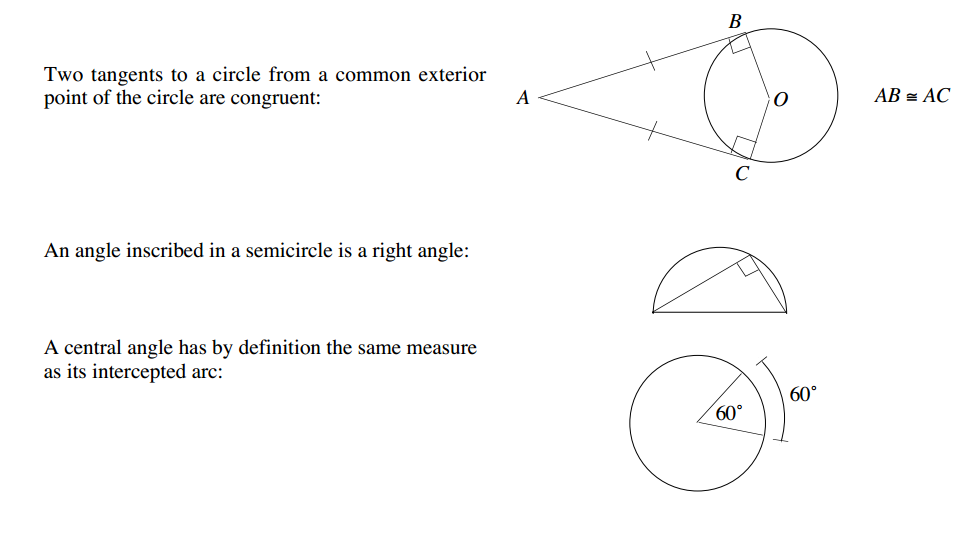 B
Two tangents to a circle from a common exterior
point of the circle are congruent:
A
O
AB ≅ AC
C
An angle inscribed in a semicircle is a right angle:
A central angle has by definition the same measure
as its intercepted arc:
60°
60°